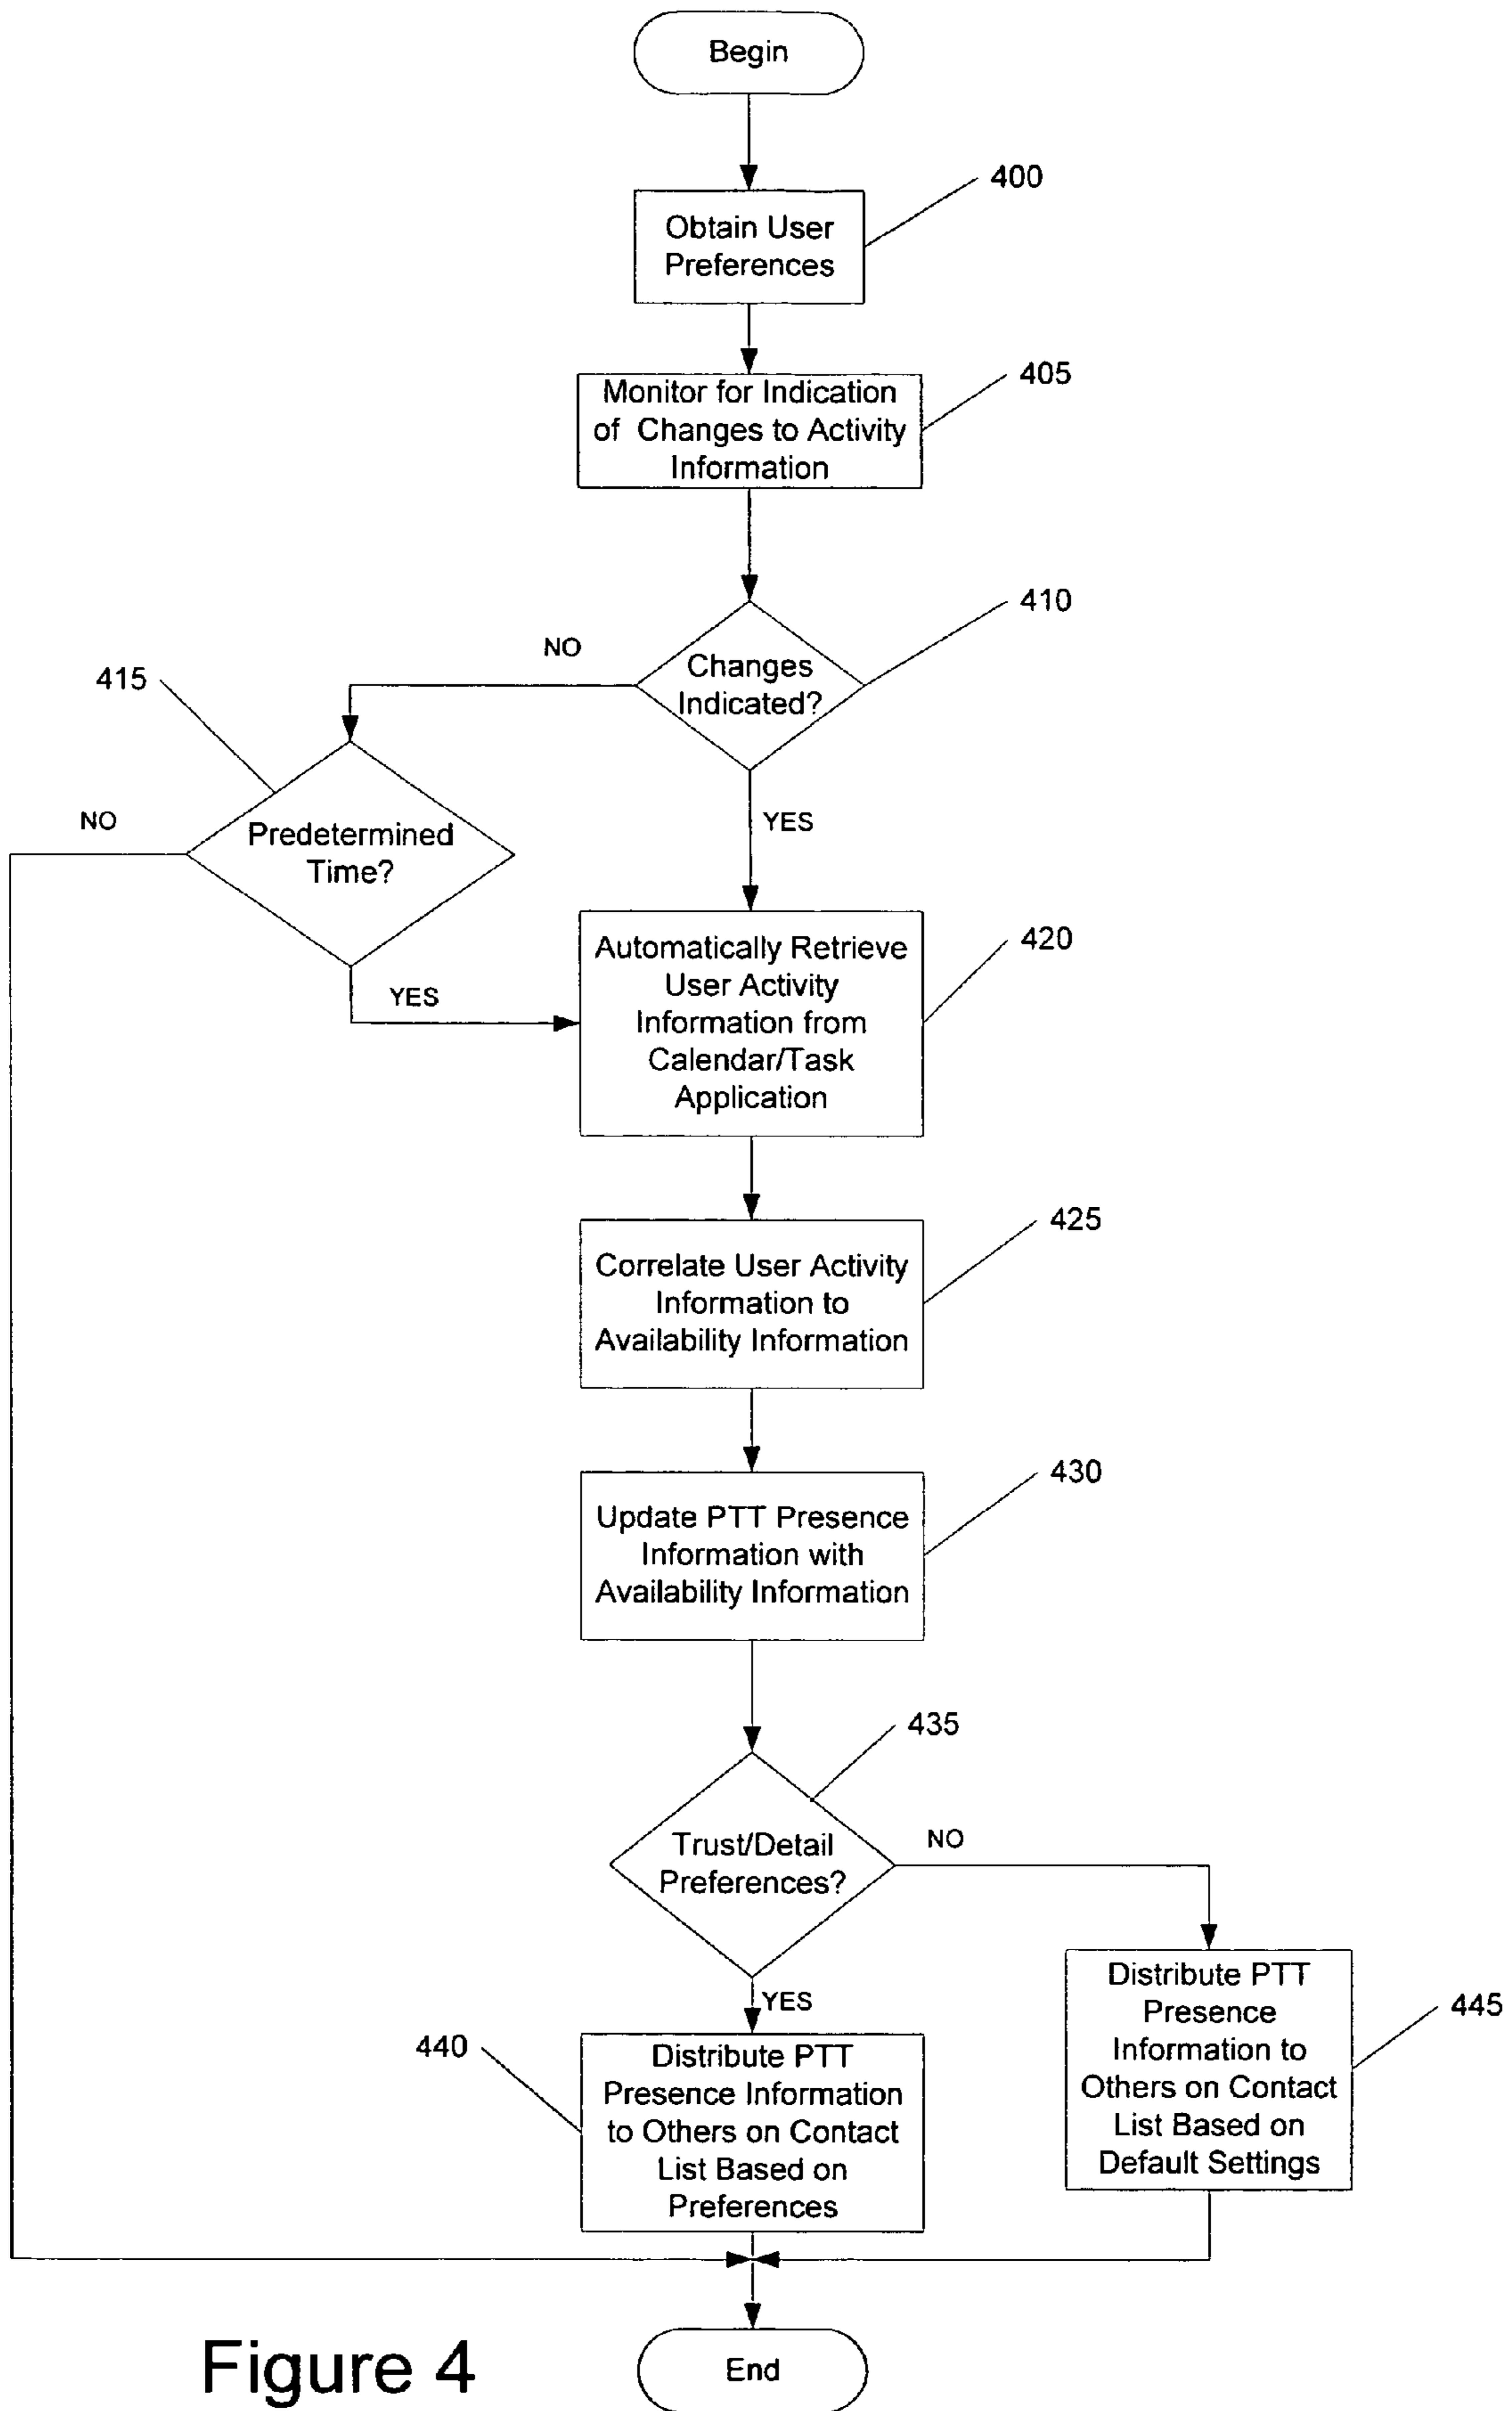 Begin
400
Obtain User
Preferences
405
Monitor for Indication
of Changes to Activity
Information
410
NO
Changes
Indicated?
415
NO
Predetermined
Time?
YES
YES
Automatically Retrieve
User Activity
Information from
Calendar/Task
Application
420
425
Correlate User Activity
Information to
Availability Information
430
Update PTT Presence
Information with
Availability Information
435
Trust/Detail
Preferences?
NO
YES
440
Distribute PTT
Presence Information
to Others on Contact
List Based on
Preferences
Distribute PTT
Presence
Information to
Others on Contact
List Based on
Default Settings
445
End
Figure 4